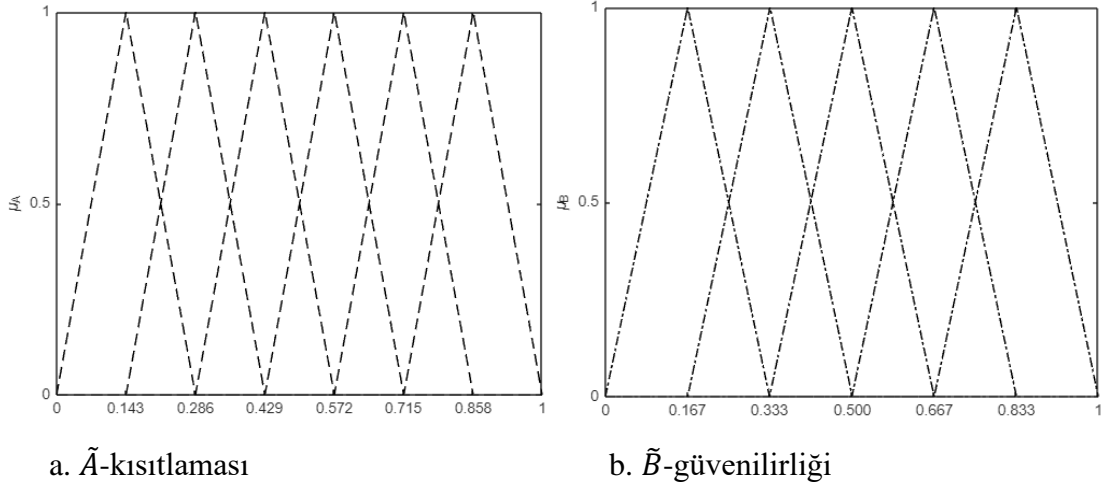 1
0.5
0
μA
0 0.143 0.286 0.429 0.572 0.715 0.858 1
1
0.5
0
μB
0 0.167 0.333 0.500 0.667 0.833 1
a. Ã-kısıtlaması
b. B̃-güvenilirliği